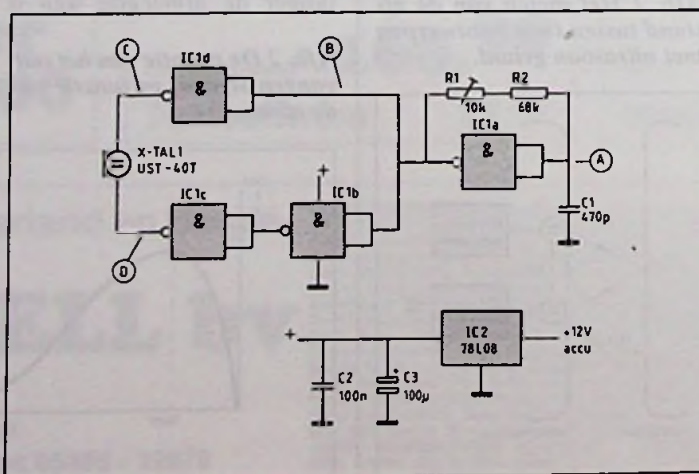 C
IC1d
&
B
R1
10k
R2
68k
IC1a
&
A
C1
470p
X-TAL1
UST-40T
IC1c
&
+
IC1b
&
D
+
IC2
78L08
+12V
accu
C2
100n
+
C3
100µ